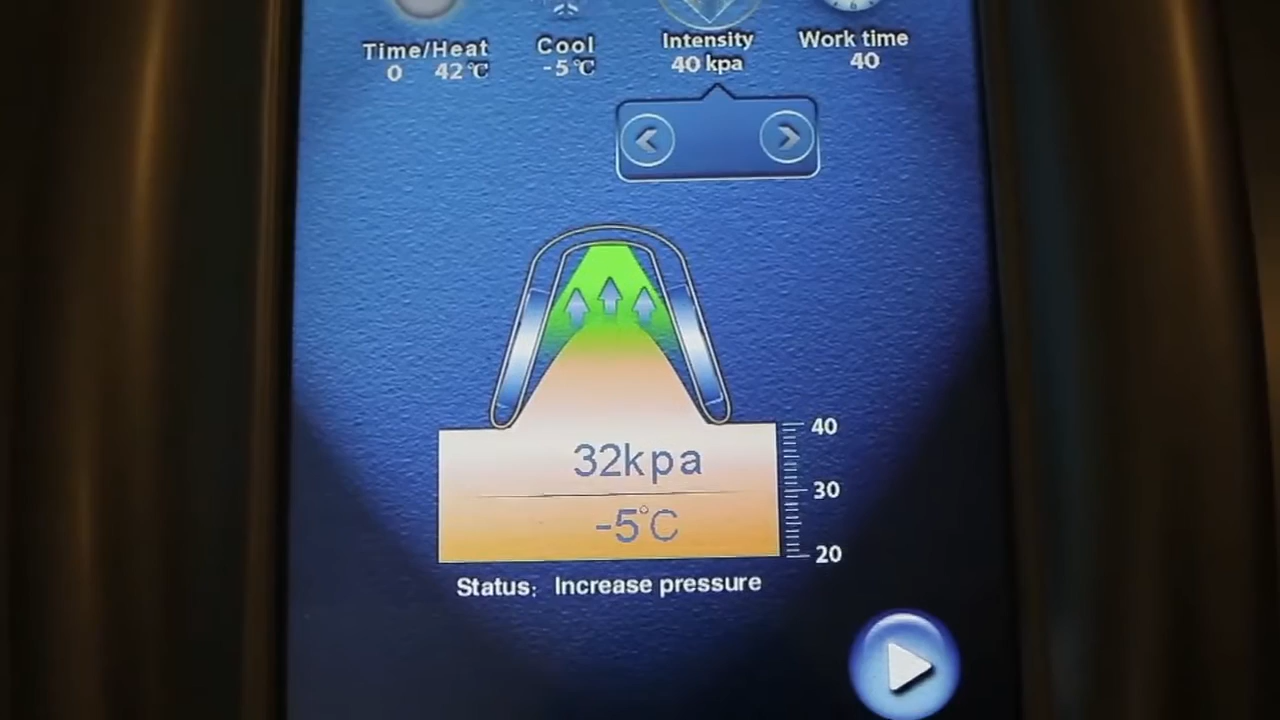 Time/Heat
0 42℃
Cool
-5℃
Intensity
40 kpa
Work time
40
32kpa
-5℃
40
30
20
Status: Increase pressure